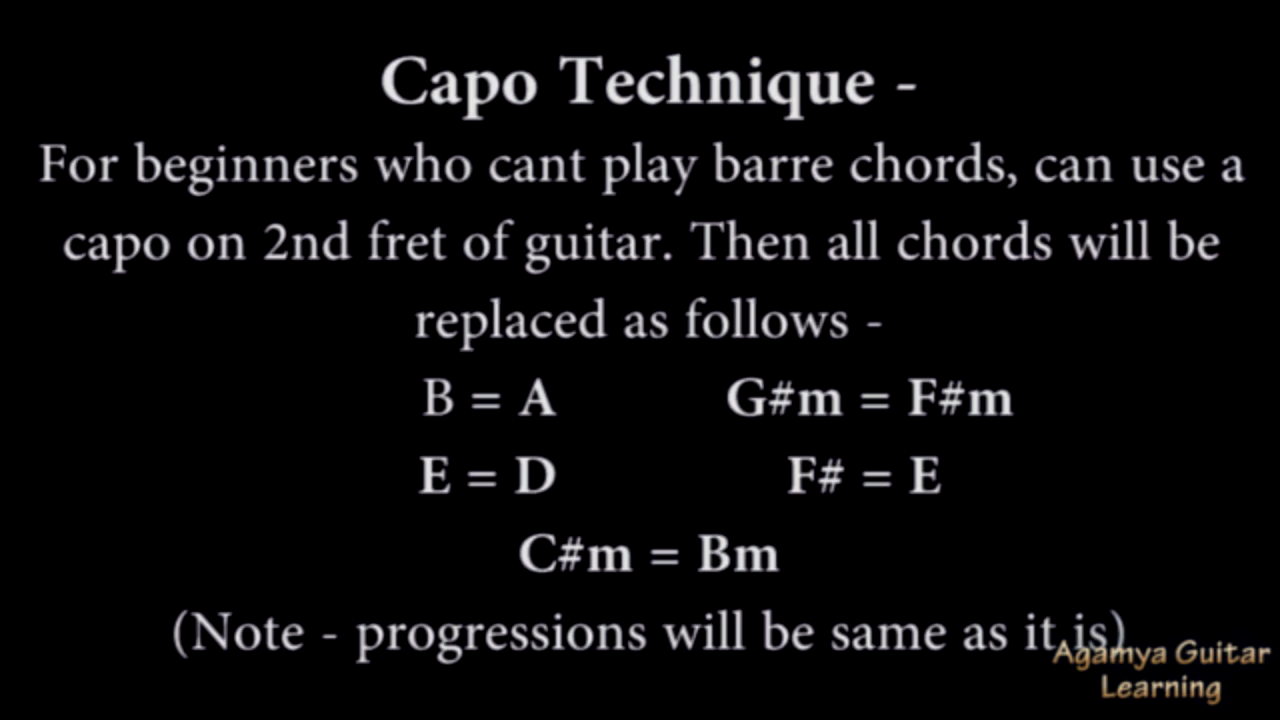 Capo Technique -
For beginners who cant play barre chords, can use a
capo on 2nd fret of guitar. Then all chords will be
replaced as follows -
B = A G#m = F#m
E = D F# = E
C#m = Bm
(Note - progressions will be same as it is)
Agamya Guitar
Learning